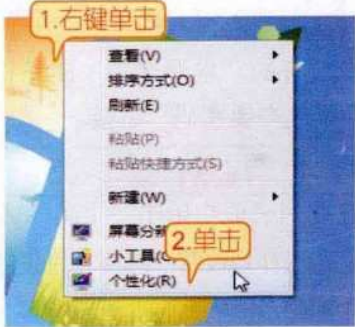 1.右键单击
查看(V)
排序方式(O)
刷新(E)
粘贴(P)
粘贴快捷方式(S)
新建(W)
屏幕分
2.单击
小工具(
个性化(R)